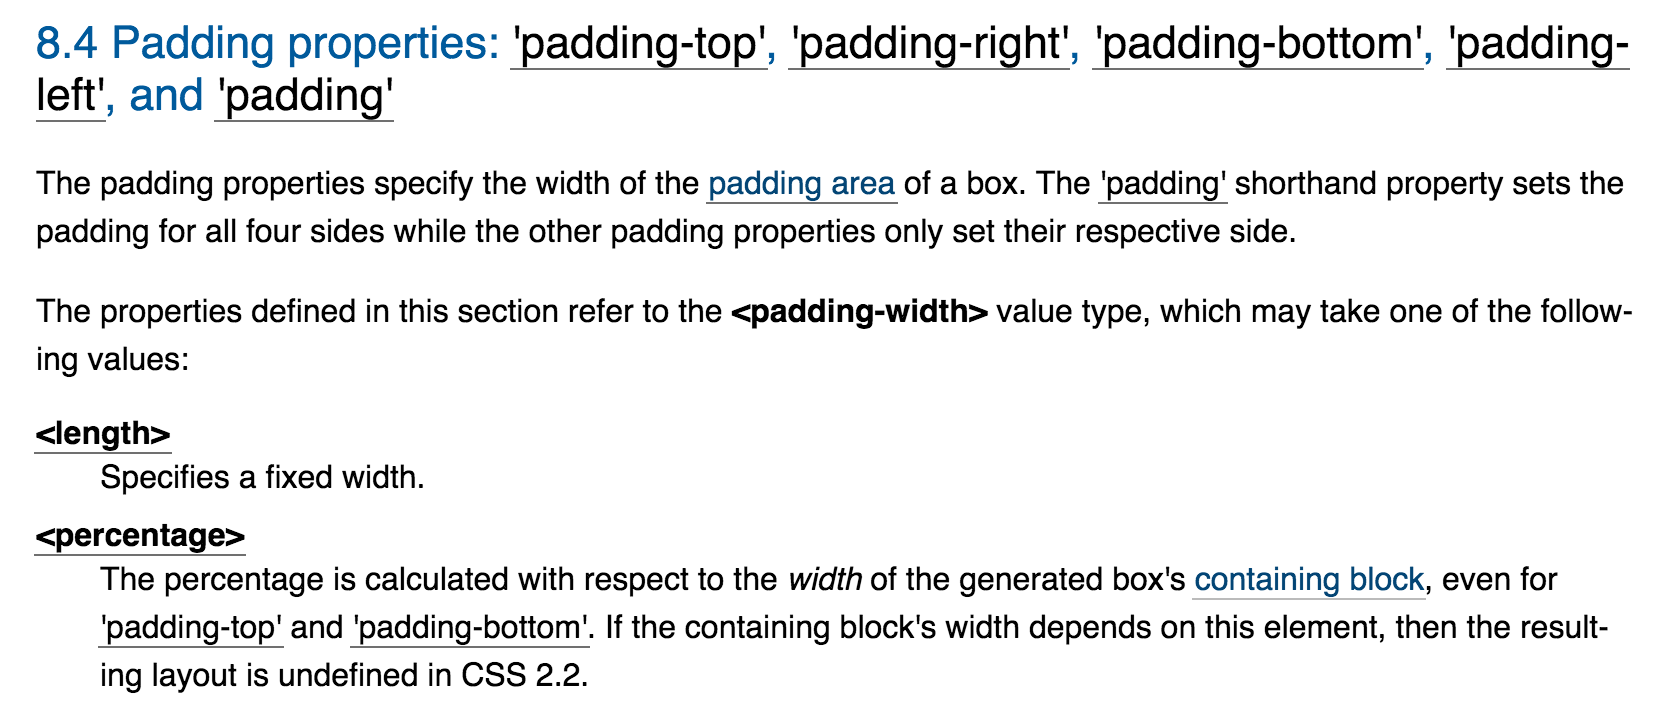 8.4 Padding properties: 'padding-top', 'padding-right', 'padding-bottom', 'padding-
left', and 'padding'
The padding properties specify the width of the padding area of a box. The 'padding' shorthand property sets the
padding for all four sides while the other padding properties only set their respective side.
The properties defined in this section refer to the <padding-width> value type, which may take one of the follow-
ing values:
<length>
Specifies a fixed width.
<percentage>
The percentage is calculated with respect to the width of the generated box's containing block, even for
'padding-top' and 'padding-bottom'. If the containing block's width depends on this element, then the result-
ing layout is undefined in CSS 2.2.